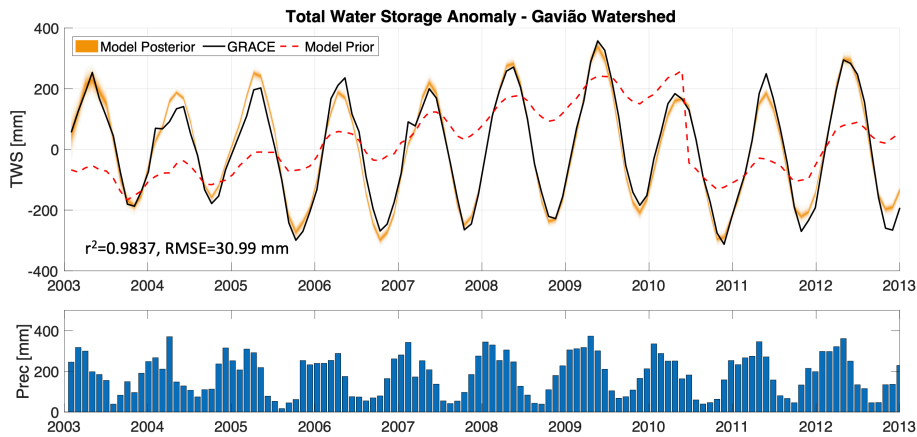 Total Water Storage Anomaly - Gavião Watershed
400
200
0
-200
-400
TWS [mm]
Model Posterior GRACE Model Prior
r²=0.9837, RMSE=30.99 mm
2003 2004 2005 2006 2007 2008 2009 2010 2011 2012 2013
400
200
0
Prec [mm]
2003 2004 2005 2006 2007 2008 2009 2010 2011 2012 2013